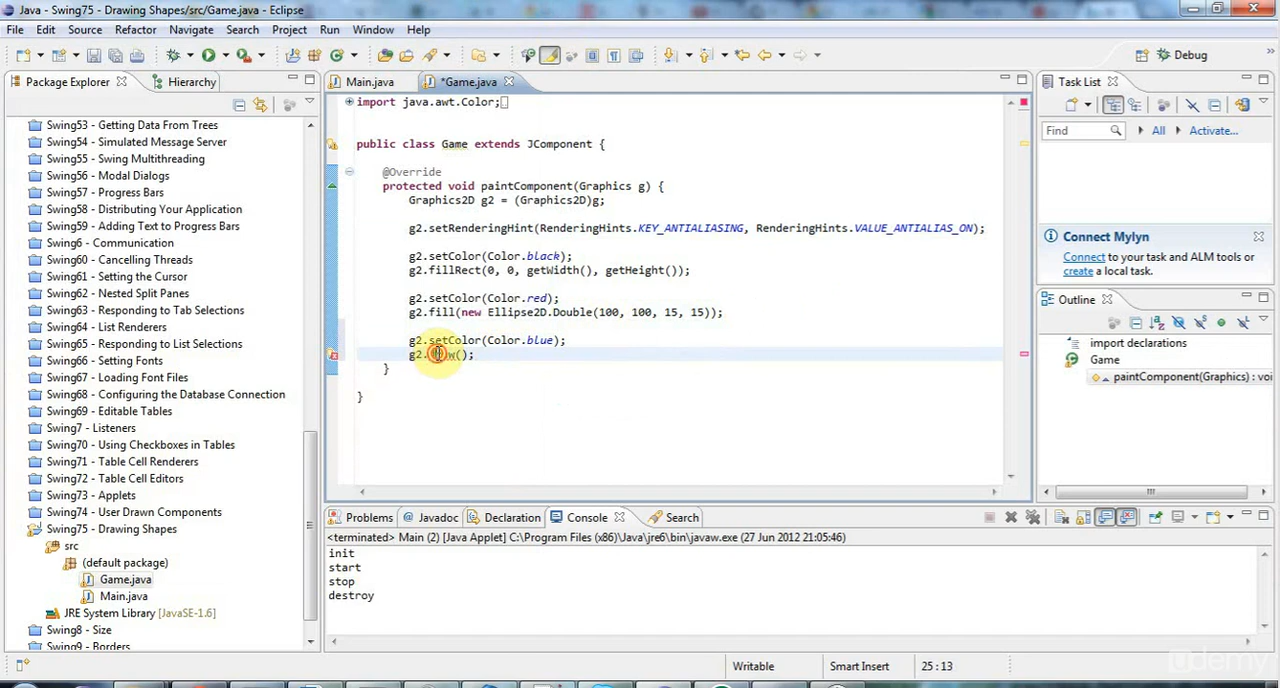 Java - Swing75 - Drawing Shapes/src/Game.java - Eclipse
File Edit Source Refactor Navigate Search Project Run Window Help
Debug
Package Explorer Hierarchy
Swing53 - Getting Data From Trees
Swing54 - Simulated Message Server
Swing55 - Swing Multithreading
Swing56 - Modal Dialogs
Swing57 - Progress Bars
Swing58 - Distributing Your Application
Swing59 - Adding Text to Progress Bars
Swing6 - Communication
Swing60 - Cancelling Threads
Swing61 - Setting the Cursor
Swing62 - Nested Split Panes
Swing63 - Responding to Tab Selections
Swing64 - List Renderers
Swing65 - Responding to List Selections
Swing66 - Setting Fonts
Swing67 - Loading Font Files
Swing68 - Configuring the Database Connection
Swing69 - Editable Tables
Swing7 - Listeners
Swing70 - Using Checkboxes in Tables
Swing71 - Table Cell Renderers
Swing72 - Table Cell Editors
Swing73 - Applets
Swing74 - User Drawn Components
Swing75 - Drawing Shapes
src
(default package)
Game.java
Main.java
JRE System Library [JavaSE-1.6]
Swing8 - Size
Swing9 - Borders
Main.java *Game.java
import java.awt.Color;
public class Game extends JComponent {
@Override
protected void paintComponent(Graphics g) {
Graphics2D g2 = (Graphics2D)g;
g2.setRenderingHint(RenderingHints.KEY_ANTIALIASING, RenderingHints.VALUE_ANTIALIAS_ON);
g2.setColor(Color.black);
g2.fillRect(0, 0, getWidth(), getHeight());
g2.setColor(Color.red);
g2.fill(new Ellipse2D.Double(100, 100, 15, 15));
g2.setColor(Color.blue);
g2.draw();
}
}
Task List
Find All Activate...
Connect Mylyn
Connect to your task and ALM tools or
create a local task.
Outline
import declarations
Game
paintComponent(Graphics) : voi
Problems Javadoc Declaration Console Search
<terminated> Main (2) [Java Applet] C:\Program Files (x86)\Java\jre6\bin\javaw.exe (27 Jun 2012 21:05:46)
init
start
stop
destroy
Writable Smart Insert 25 : 13
udemy